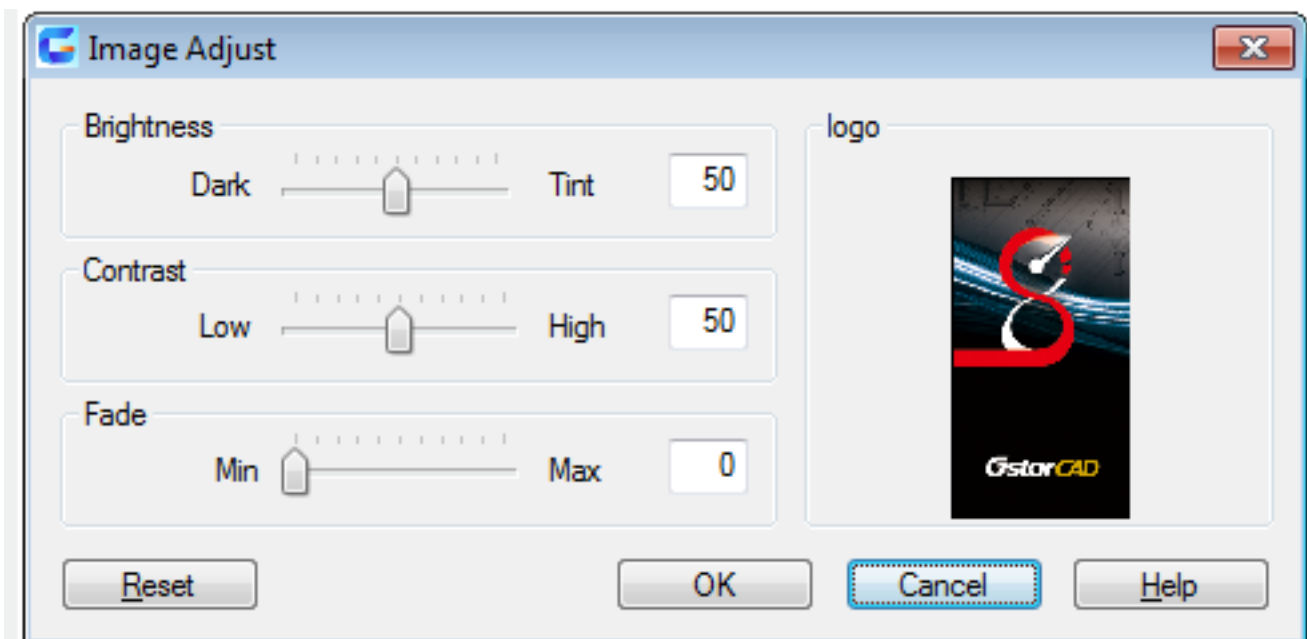 Image Adjust
Brightness
Dark Tint 50
Contrast
Low High 50
Fade
Min Max 0
logo
GstarCAD
Reset OK Cancel Help